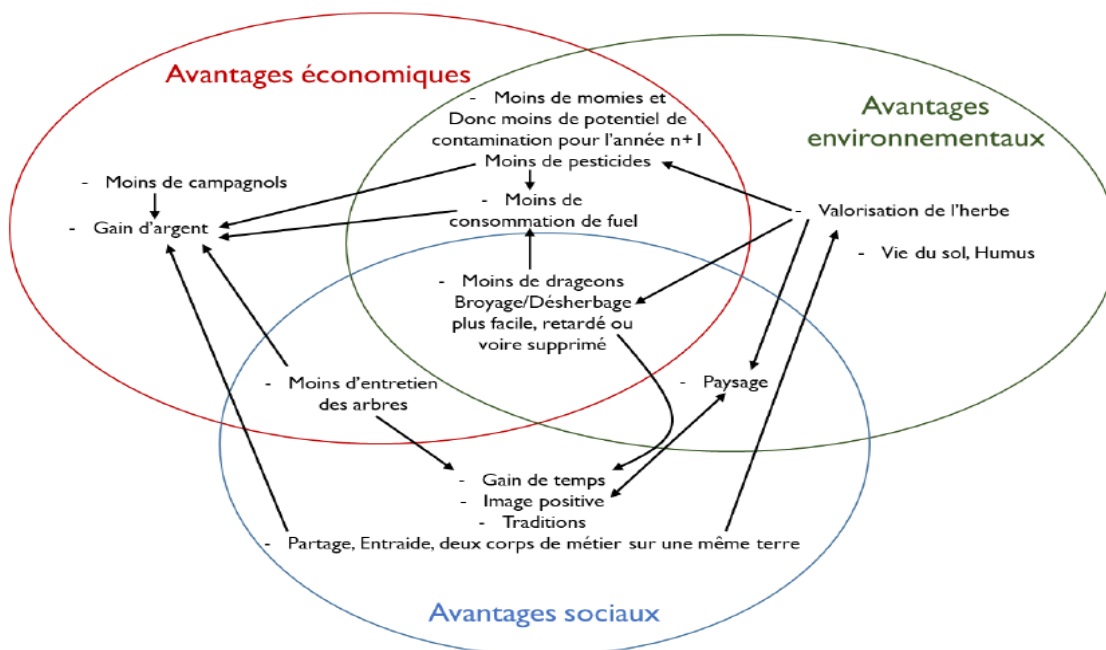 Avantages économiques
- Moins de momies et
Donc moins de potentiel de
contamination pour l'année n+1
Moins de pesticides
Avantages
environnementaux
- Moins de campagnols
- Gain d'argent
- Moins de
consommation de fuel
- Valorisation de l'herbe
- Vie du sol, Humus
- Moins de drageons
Broyage/Désherbage
plus facile, retardé ou
voire supprimé
- Moins d'entretien
des arbres
- Paysage
- Gain de temps
- Image positive
- Traditions
- Partage, Entraide, deux corps de métier sur une même terre
Avantages sociaux